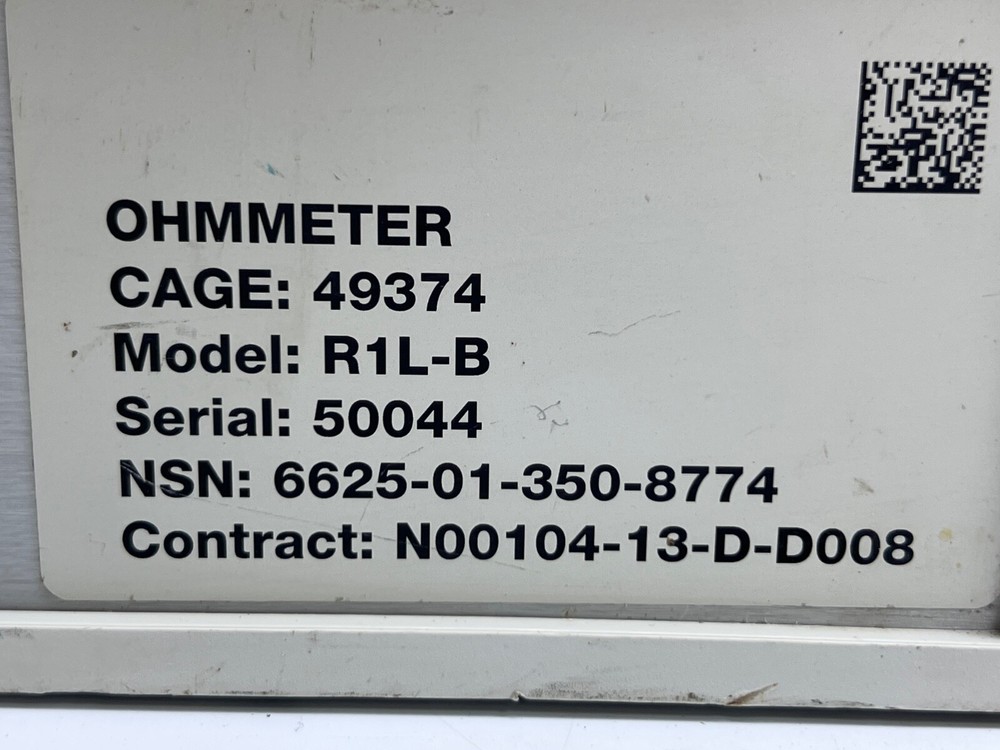 OHMMETER
CAGE: 49374
Model: R1L-B
Serial: 50044
NSN: 6625-01-350-8774
Contract: N00104-13-D-D008